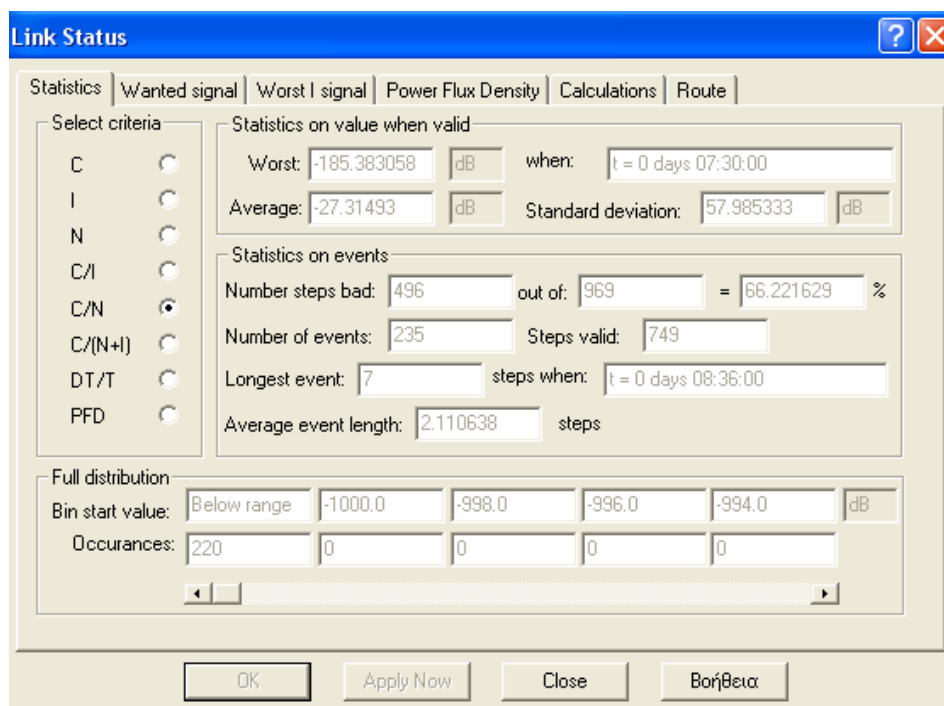 Link Status
Statistics Wanted signal Worst I signal Power Flux Density Calculations Route
Select criteria
C
I
N
C/I
C/N
C/(N+I)
DT/T
PFD
Statistics on value when valid
Worst: -185.383058 dB when: t = 0 days 07:30:00
Average: -27.31493 dB Standard deviation: 57.985333 dB
Statistics on events
Number steps bad: 496 out of: 969 = 66.221629 %
Number of events: 235 Steps valid: 749
Longest event: 7 steps when: t = 0 days 08:36:00
Average event length: 2.110638 steps
Full distribution
Bin start value: Below range -1000.0 -998.0 -996.0 -994.0 dB
Occurances: 220 0 0 0 0
OK Apply Now Close Βοήθεια